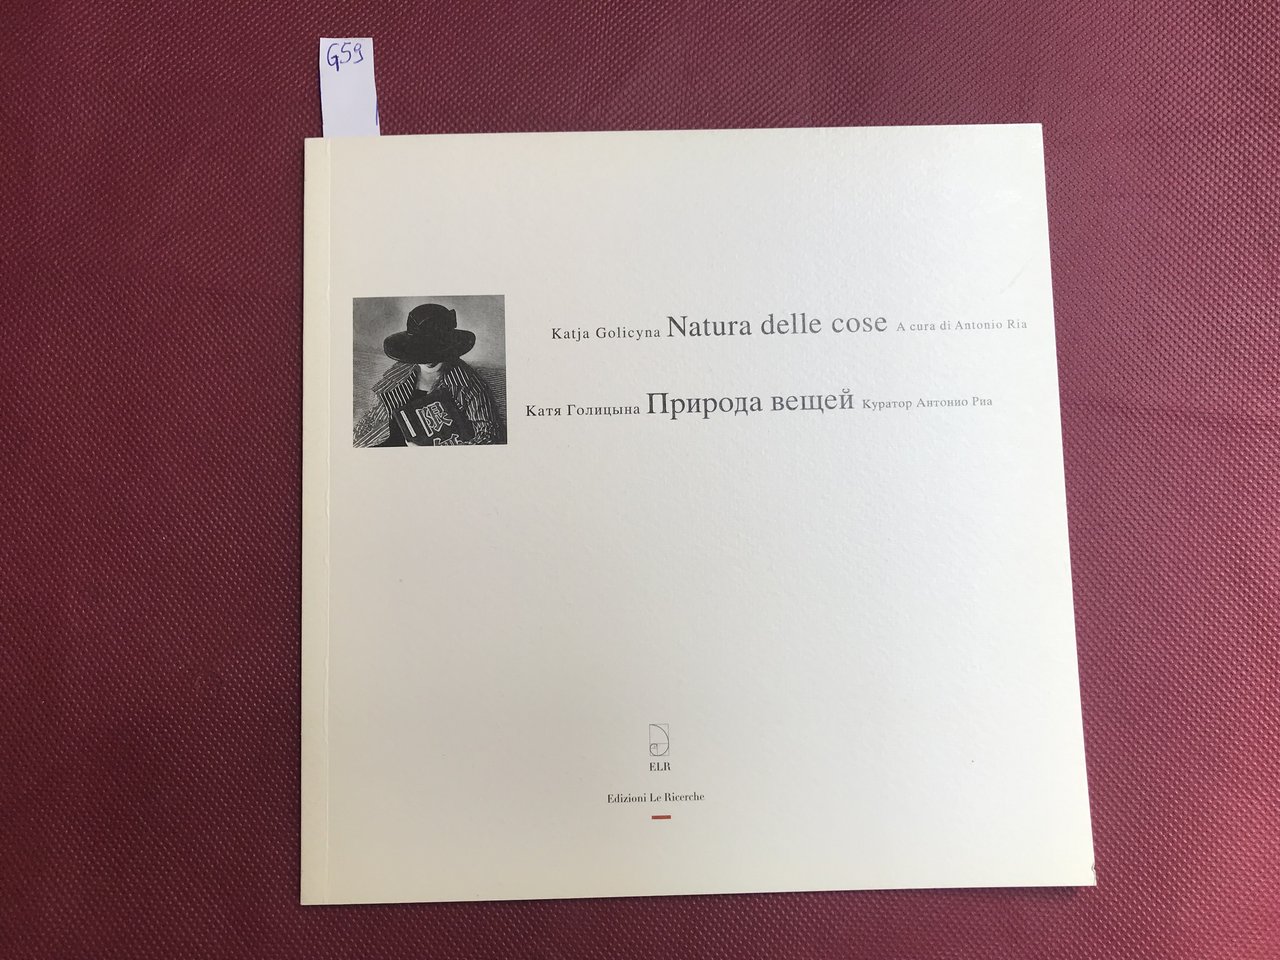 G59
Katja Golicyna Natura delle cose A cura di Antonio Ria
Катя Голицына Природа вещей Куратор Антонио Риа
ELR
Edizioni Le Ricerche